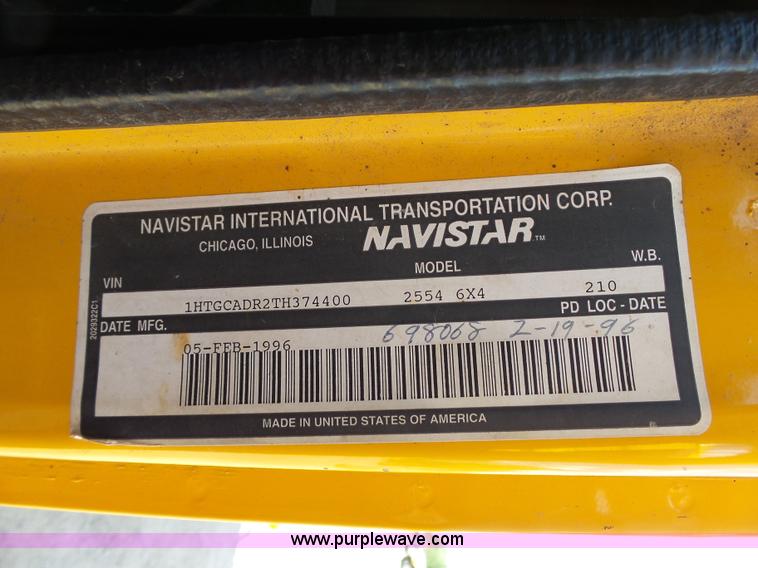 NAVISTAR INTERNATIONAL TRANSPORTATION CORP.
CHICAGO, ILLINOIS NAVISTAR™
VIN MODEL W.B.
1HTGCADR2TH374400 2554 6X4 210
DATE MFG. PD LOC - DATE
05-FEB-1996 698068 2-19-96
MADE IN UNITED STATES OF AMERICA
2029322C1
www.purplewave.com